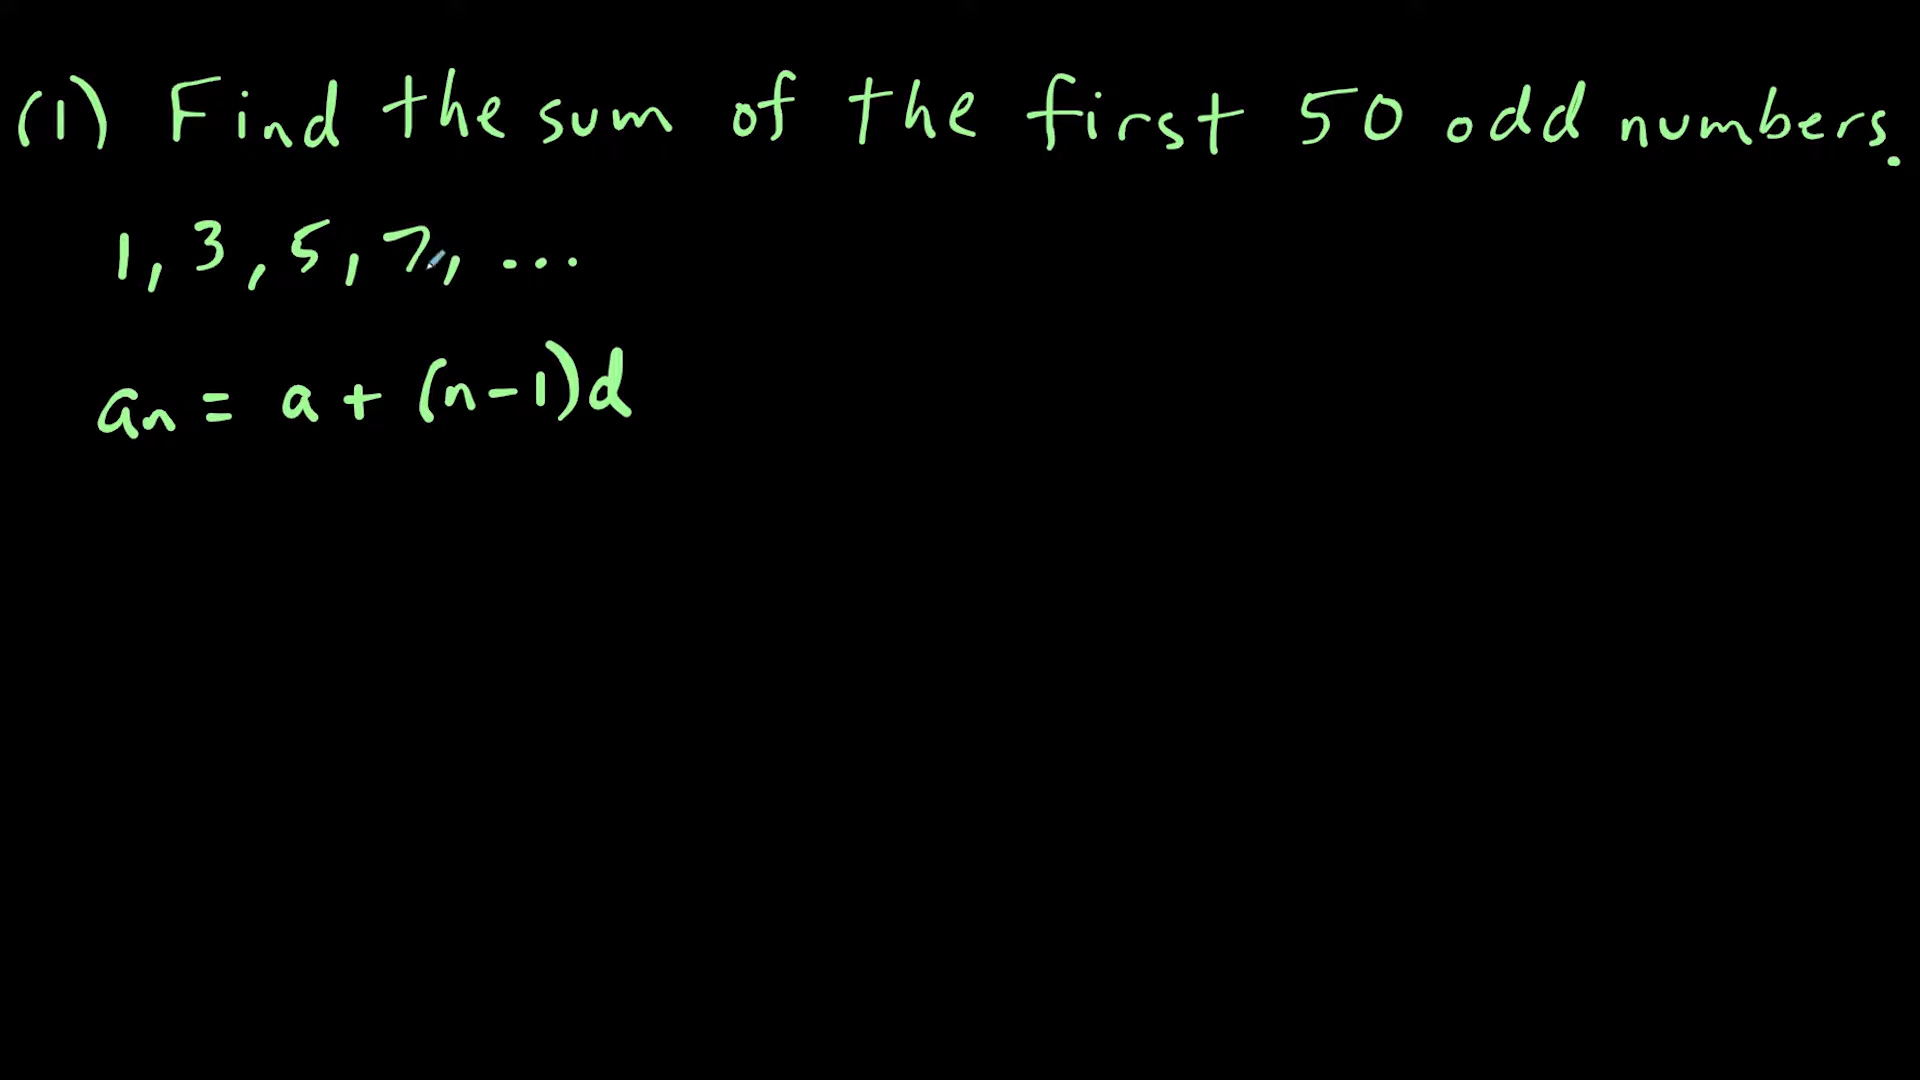 (1) Find the sum of the first 50 odd numbers.
1, 3, 5, 7, ...
an = a + (n-1)d